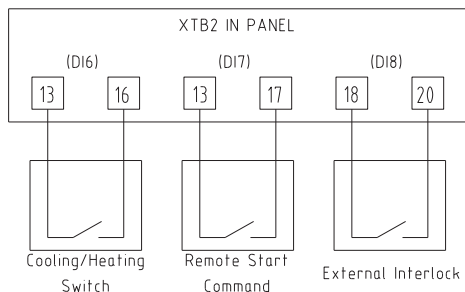 XTB2 IN PANEL
(DI6) (DI7) (DI8)
13 16 13 17 18 20
Cooling/Heating Switch
Remote Start Command
External Interlock